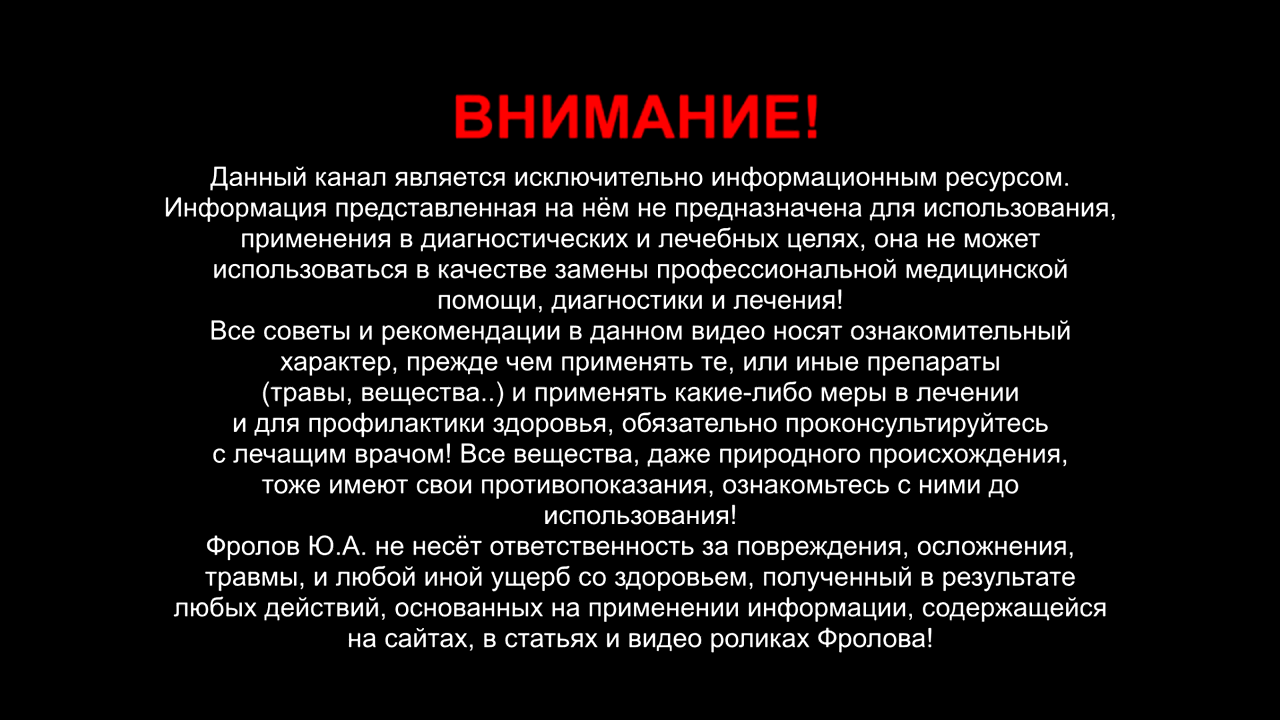 ВНИМАНИЕ!
Данный канал является исключительно информационным ресурсом.
Информация представленная на нём не предназначена для использования,
применения в диагностических и лечебных целях, она не может
использоваться в качестве замены профессиональной медицинской
помощи, диагностики и лечения!
Все советы и рекомендации в данном видео носят ознакомительный
характер, прежде чем применять те, или иные препараты
(травы, вещества..) и применять какие-либо меры в лечении
и для профилактики здоровья, обязательно проконсультируйтесь
с лечащим врачом! Все вещества, даже природного происхождения,
тоже имеют свои противопоказания, ознакомьтесь с ними до
использования!
Фролов Ю.А. не несёт ответственность за повреждения, осложнения,
травмы, и любой иной ущерб со здоровьем, полученный в результате
любых действий, основанных на применении информации, содержащейся
на сайтах, в статьях и видео роликах Фролова!